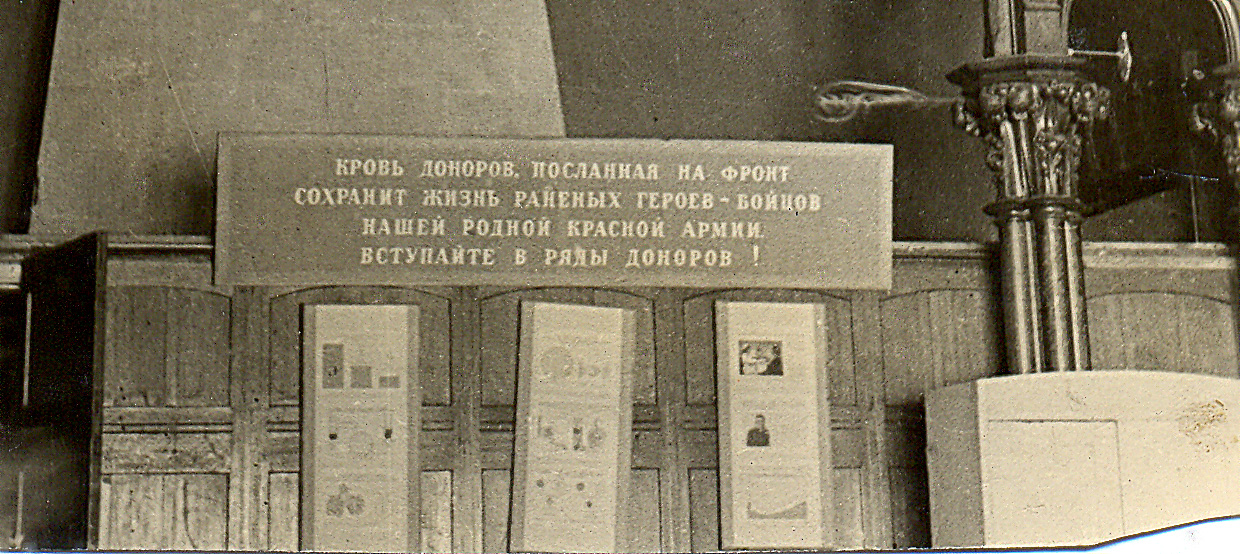 КРОВЬ ДОНОРОВ, ПОСЛАННАЯ НА ФРОНТ
СОХРАНИТ ЖИЗНЬ РАНЕНЫХ ГЕРОЕВ-БОЙЦОВ
НАШЕЙ РОДНОЙ КРАСНОЙ АРМИИ.
ВСТУПАЙТЕ В РЯДЫ ДОНОРОВ !